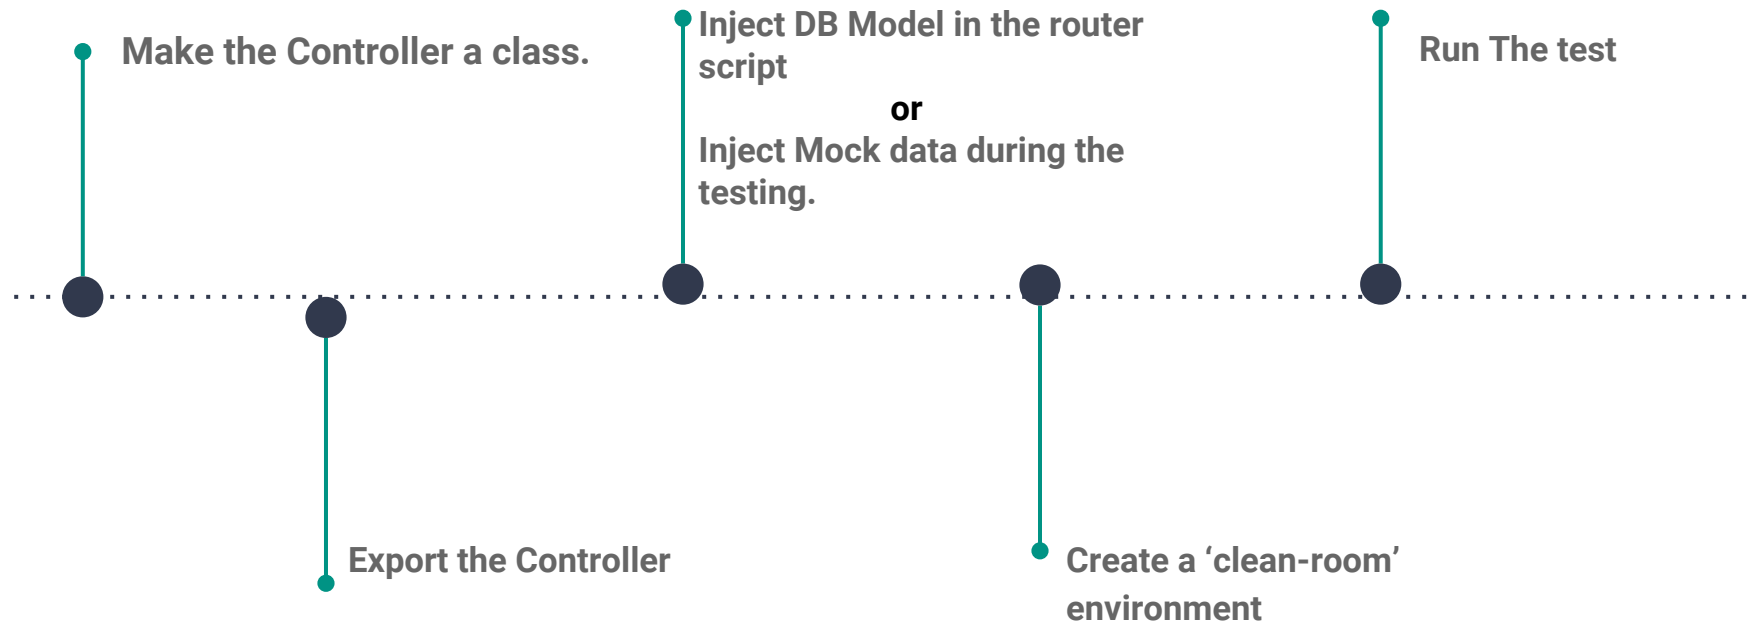 Make the Controller a class.
Export the Controller
Inject DB Model in the router
script
or
Inject Mock data during the
testing.
Create a ‘clean-room’
environment
Run The test